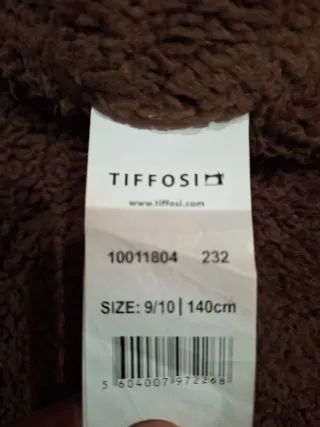 TIFFOSI
www.tiffosi.com
10011804 232
SIZE: 9/10 | 140cm
5 604007 972268